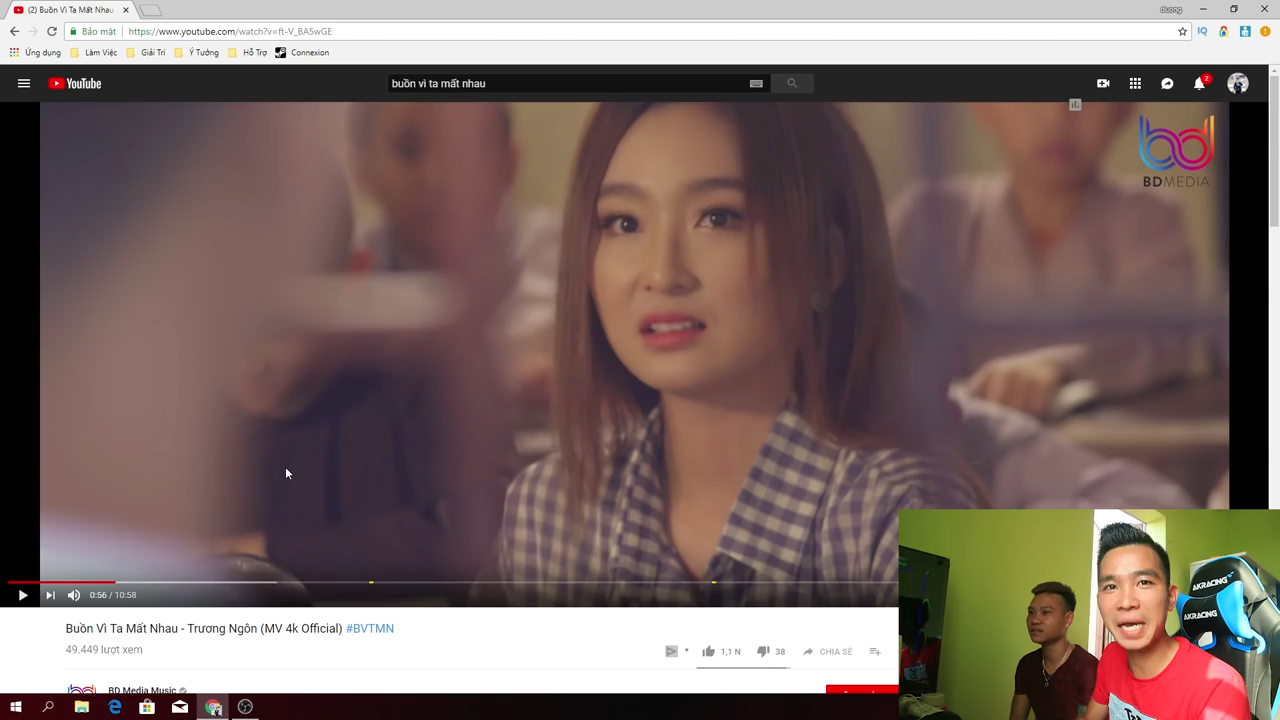 (2) Buồn Vì Ta Mất Nhau
duong
Bảo mật | https://www.youtube.com/watch?v=ft-V_BA5wGE
Ứng dụng Làm Việc Giải Trí Ý Tưởng Hỗ Trợ Connexion
YouTube
buồn vì ta mất nhau
2
bd
BDMEDIA
AKRACING
AKRACING
0:56 / 10:58
Buồn Vì Ta Mất Nhau - Trương Ngôn (MV 4k Official) #BVTMN
49.449 lượt xem
1,1 N 38 CHIA SẺ
BD Media Music